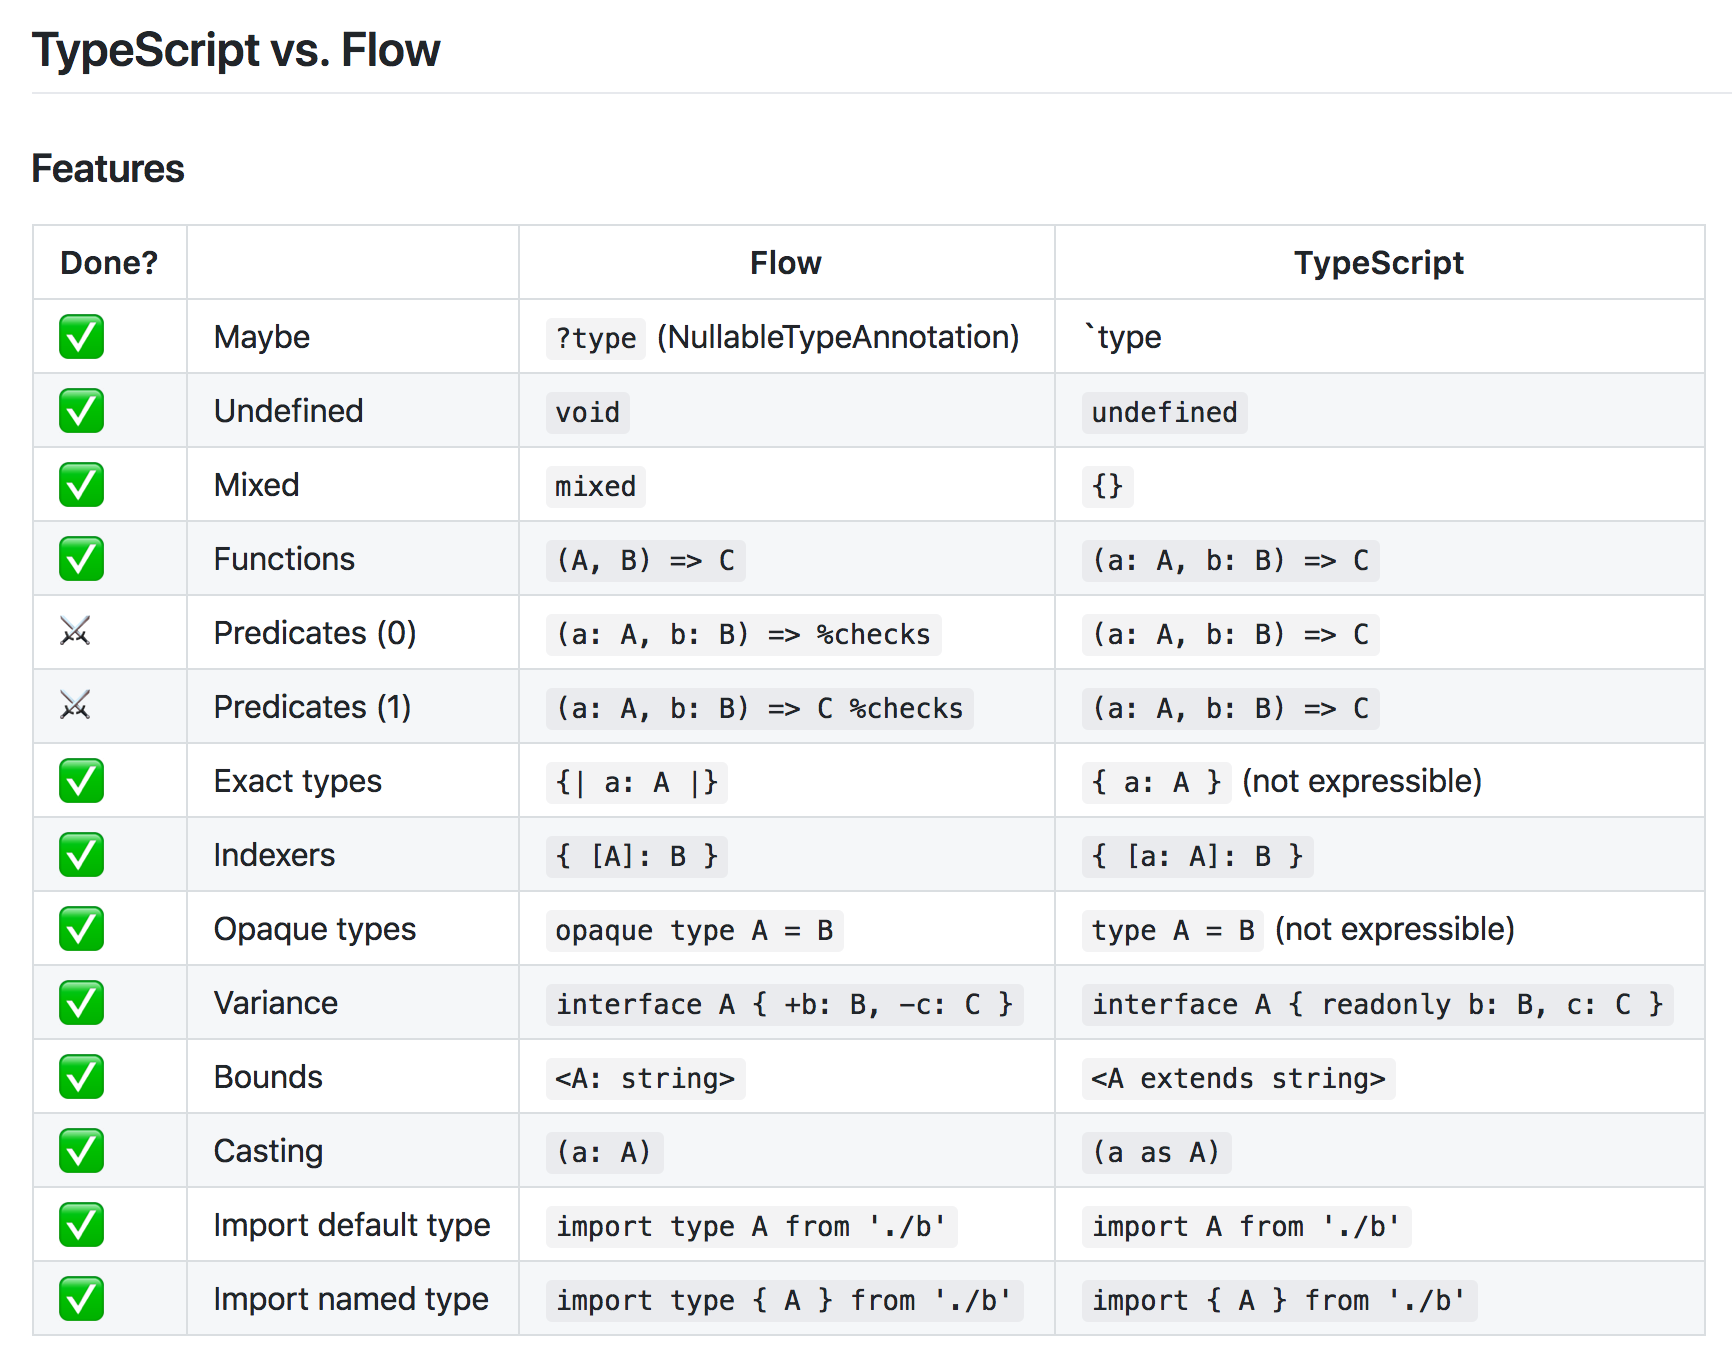 TypeScript vs. Flow
Features
Done? Flow TypeScript
✅ Maybe ?type (NullableTypeAnnotation) `type
✅ Undefined void undefined
✅ Mixed mixed {}
✅ Functions (A, B) => C (a: A, b: B) => C
⚔ Predicates (0) (a: A, b: B) => %checks (a: A, b: B) => C
⚔ Predicates (1) (a: A, b: B) => C %checks (a: A, b: B) => C
✅ Exact types {| a: A |} { a: A } (not expressible)
✅ Indexers { [A]: B } { [a: A]: B }
✅ Opaque types opaque type A = B type A = B (not expressible)
✅ Variance interface A { +b: B, -c: C } interface A { readonly b: B, c: C }
✅ Bounds <A: string> <A extends string>
✅ Casting (a: A) (a as A)
✅ Import default type import type A from './b' import A from './b'
✅ Import named type import type { A } from './b' import { A } from './b'